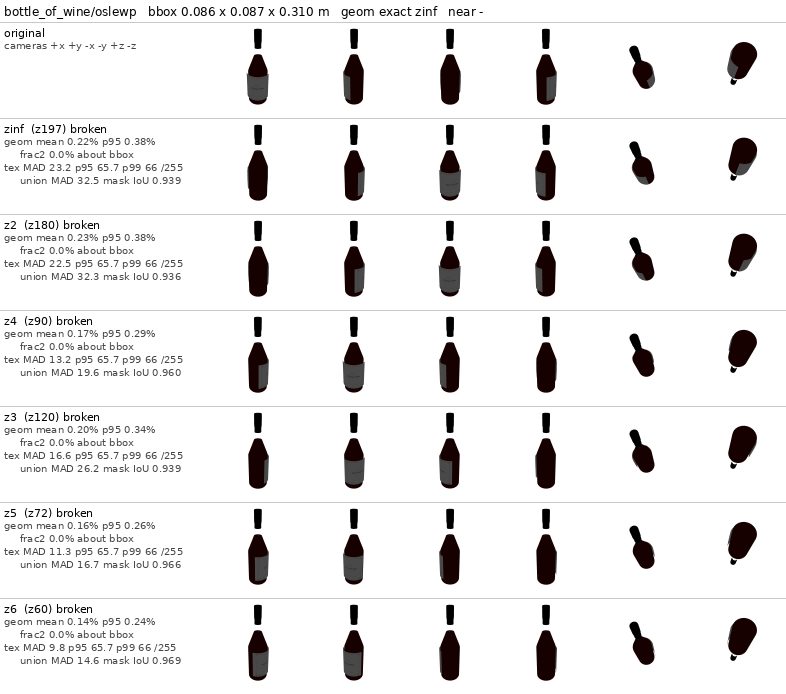 bottle_of_wine/oslewp bbox 0.086 x 0.087 x 0.310 m geom exact zinf near -
original
cameras +x +y -x -y +z -z
zinf (z197) broken
geom mean 0.22% p95 0.38%
frac2 0.0% about bbox
tex MAD 23.2 p95 65.7 p99 66 /255
union MAD 32.5 mask IoU 0.939
z2 (z180) broken
geom mean 0.23% p95 0.38%
frac2 0.0% about bbox
tex MAD 22.5 p95 65.7 p99 66 /255
union MAD 32.3 mask IoU 0.936
z4 (z90) broken
geom mean 0.17% p95 0.29%
frac2 0.0% about bbox
tex MAD 13.2 p95 65.7 p99 66 /255
union MAD 19.6 mask IoU 0.960
z3 (z120) broken
geom mean 0.20% p95 0.34%
frac2 0.0% about bbox
tex MAD 16.6 p95 65.7 p99 66 /255
union MAD 26.2 mask IoU 0.939
z5 (z72) broken
geom mean 0.16% p95 0.26%
frac2 0.0% about bbox
tex MAD 11.3 p95 65.7 p99 66 /255
union MAD 16.7 mask IoU 0.966
z6 (z60) broken
geom mean 0.14% p95 0.24%
frac2 0.0% about bbox
tex MAD 9.8 p95 65.7 p99 66 /255
union MAD 14.6 mask IoU 0.969